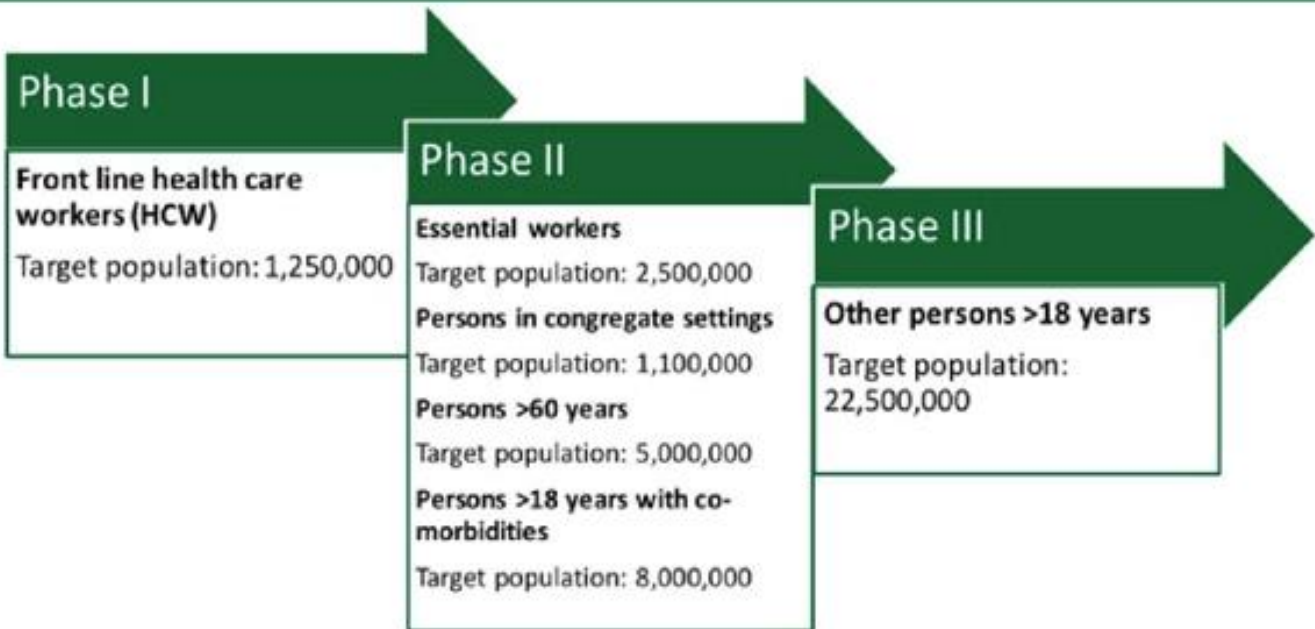 Phase I
Front line health care
workers (HCW)
Target population: 1,250,000
Phase II
Essential workers
Target population: 2,500,000
Persons in congregate settings
Target population: 1,100,000
Persons >60 years
Target population: 5,000,000
Persons >18 years with co-
morbidities
Target population: 8,000,000
Phase III
Other persons >18 years
Target population:
22,500,000